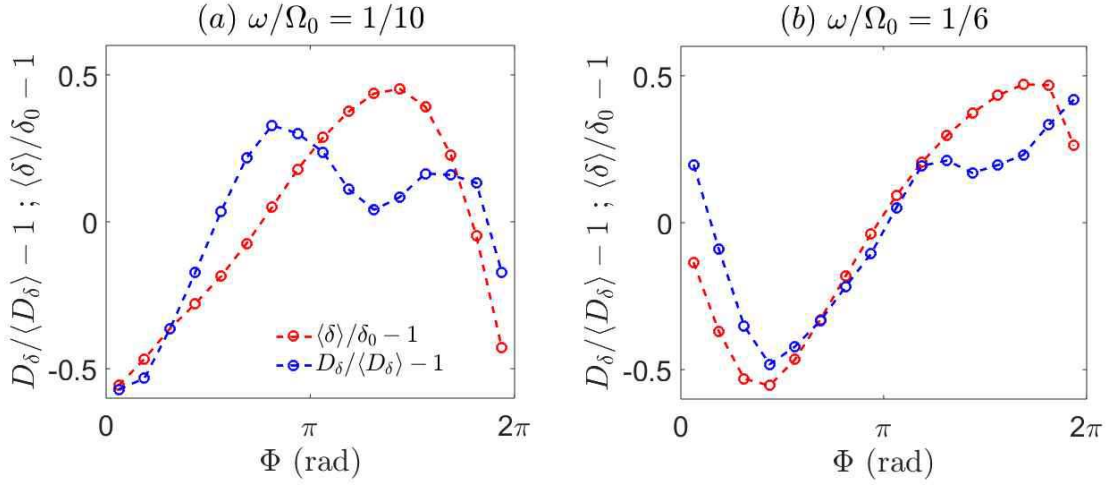 (a) ω/Ω₀ = 1/10
D_δ/⟨D_δ⟩ − 1 ; ⟨δ⟩/δ₀ − 1
0.5
0
-0.5
⟨δ⟩/δ₀ − 1
D_δ/⟨D_δ⟩ − 1
0 π 2π
Φ (rad)
(b) ω/Ω₀ = 1/6
D_δ/⟨D_δ⟩ − 1 ; ⟨δ⟩/δ₀ − 1
0.5
0
-0.5
0 π 2π
Φ (rad)